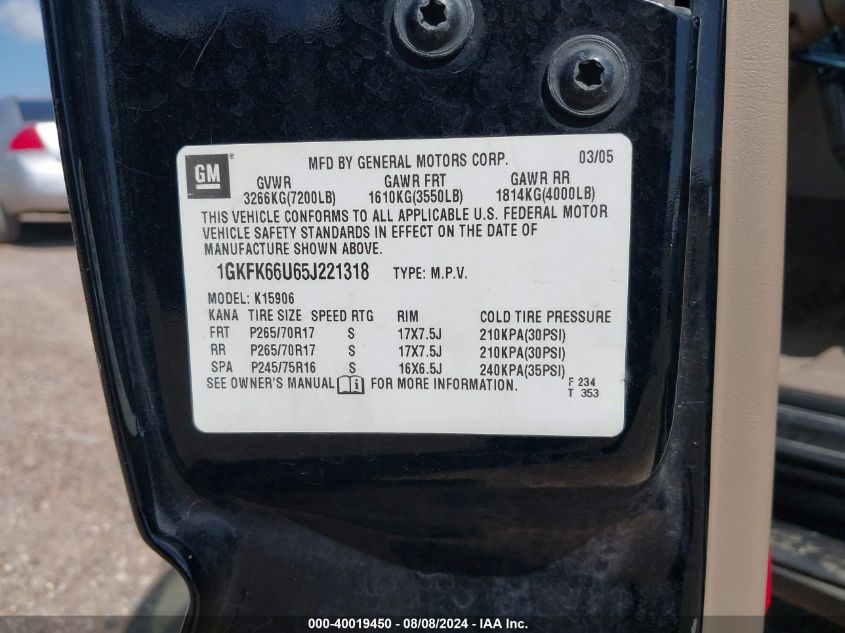 GM ® MFD BY GENERAL MOTORS CORP. 03/05
GVWR GAWR FRT GAWR RR
3266KG(7200LB) 1610KG(3550LB) 1814KG(4000LB)
THIS VEHICLE CONFORMS TO ALL APPLICABLE U.S. FEDERAL MOTOR
VEHICLE SAFETY STANDARDS IN EFFECT ON THE DATE OF
MANUFACTURE SHOWN ABOVE.
1GKFK66U65J221318 TYPE: M.P.V.
MODEL: K15906
KANA TIRE SIZE SPEED RTG RIM COLD TIRE PRESSURE
FRT P265/70R17 S 17X7.5J 210KPA(30PSI)
RR P265/70R17 S 17X7.5J 210KPA(30PSI)
SPA P245/75R16 S 16X6.5J 240KPA(35PSI)
SEE OWNER'S MANUAL i FOR MORE INFORMATION. F 234
T 353
000-40019450 - 08/08/2024 - IAA Inc.